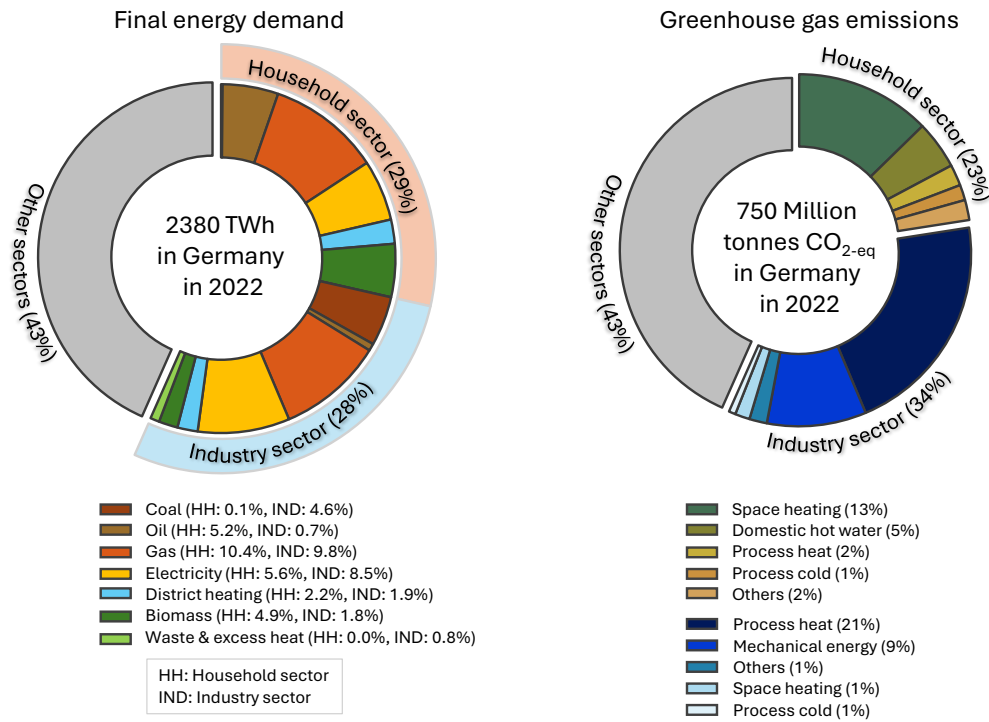 Final energy demand
Household sector (29%)
Other sectors (43%)
2380 TWh
in Germany
in 2022
Industry sector (28%)
Coal (HH: 0.1%, IND: 4.6%)
Oil (HH: 5.2%, IND: 0.7%)
Gas (HH: 10.4%, IND: 9.8%)
Electricity (HH: 5.6%, IND: 8.5%)
District heating (HH: 2.2%, IND: 1.9%)
Biomass (HH: 4.9%, IND: 1.8%)
Waste & excess heat (HH: 0.0%, IND: 0.8%)
HH: Household sector
IND: Industry sector
Greenhouse gas emissions
Household sector (23%)
Other sectors (43%)
750 Million
tonnes CO2-eq
in Germany
in 2022
Industry sector (34%)
Space heating (13%)
Domestic hot water (5%)
Process heat (2%)
Process cold (1%)
Others (2%)
Process heat (21%)
Mechanical energy (9%)
Others (1%)
Space heating (1%)
Process cold (1%)